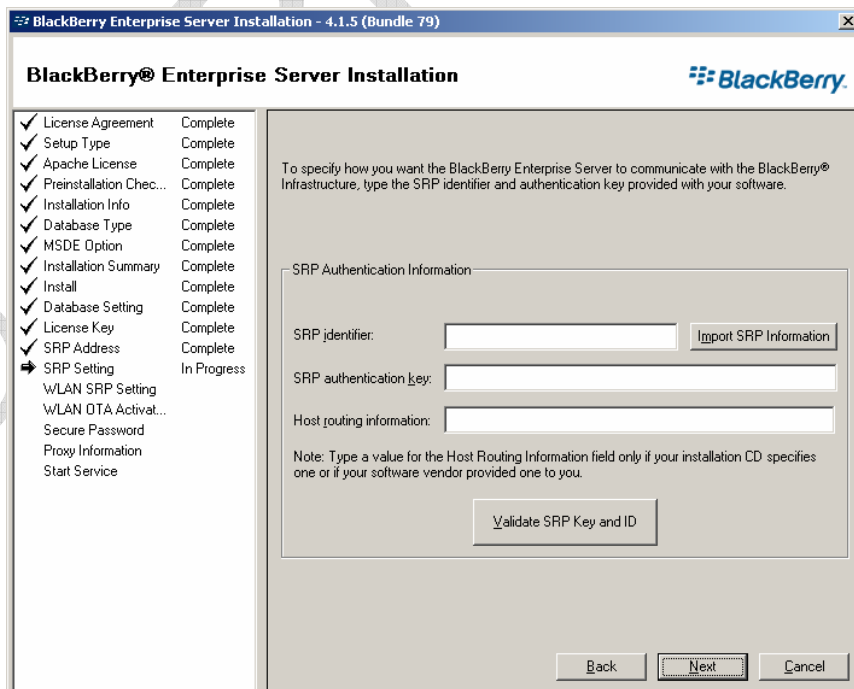 BlackBerry Enterprise Server Installation - 4.1.5 (Bundle 79)
BlackBerry® Enterprise Server Installation
BlackBerry
License Agreement Complete
Setup Type Complete
Apache License Complete
Preinstallation Chec... Complete
Installation Info Complete
Database Type Complete
MSDE Option Complete
Installation Summary Complete
Install Complete
Database Setting Complete
License Key Complete
SRP Address Complete
SRP Setting In Progress
WLAN SRP Setting
WLAN OTA Activat...
Secure Password
Proxy Information
Start Service
To specify how you want the BlackBerry Enterprise Server to communicate with the BlackBerry®
Infrastructure, type the SRP identifier and authentication key provided with your software.
SRP Authentication Information
SRP identifier:
Import SRP Information
SRP authentication key:
Host routing information:
Note: Type a value for the Host Routing Information field only if your installation CD specifies
one or if your software vendor provided one to you.
Validate SRP Key and ID
Back Next Cancel